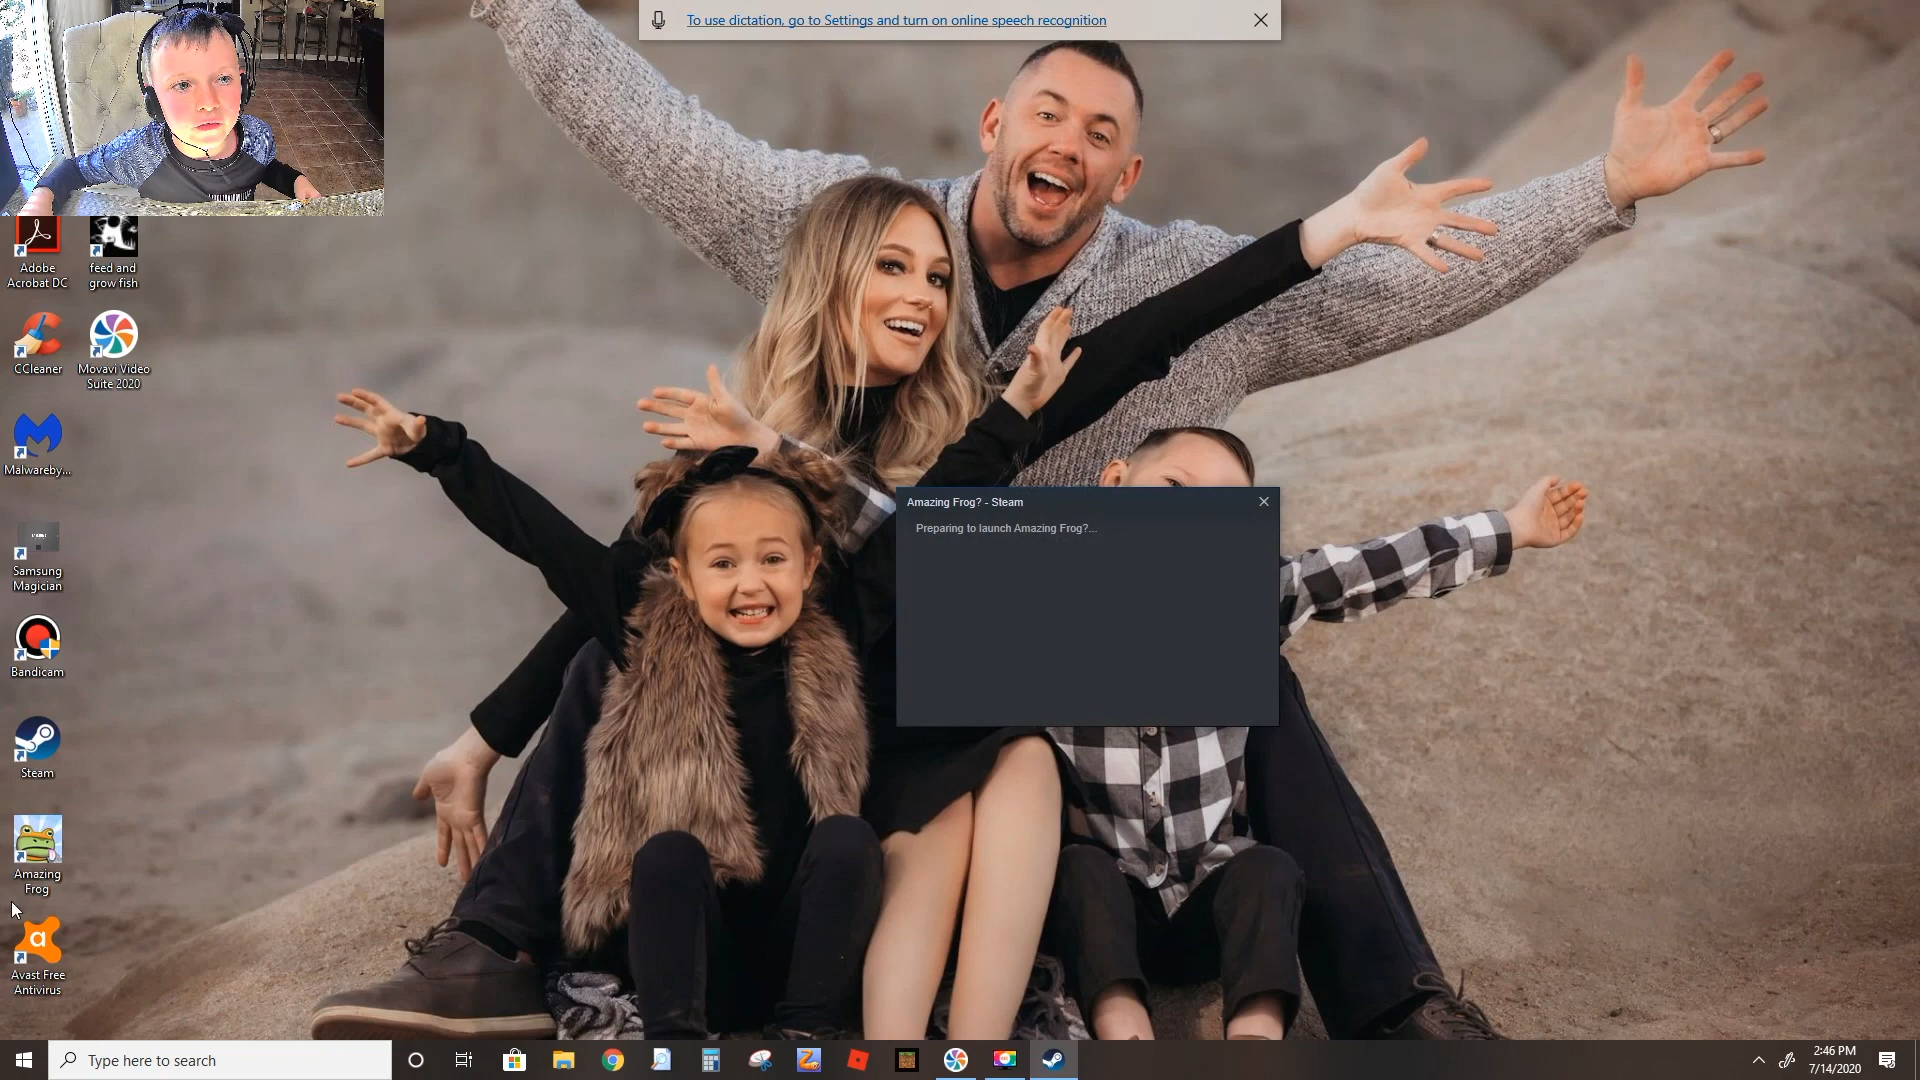 To use dictation, go to Settings and turn on online speech recognition
Adobe
Acrobat DC
feed and
grow fish
CCleaner
Movavi Video
Suite 2020
Malwareby...
Samsung
Magician
Bandicam
Steam
Amazing
Frog
Avast Free
Antivirus
Amazing Frog? - Steam
Preparing to launch Amazing Frog?...
Type here to search
2:46 PM
7/14/2020